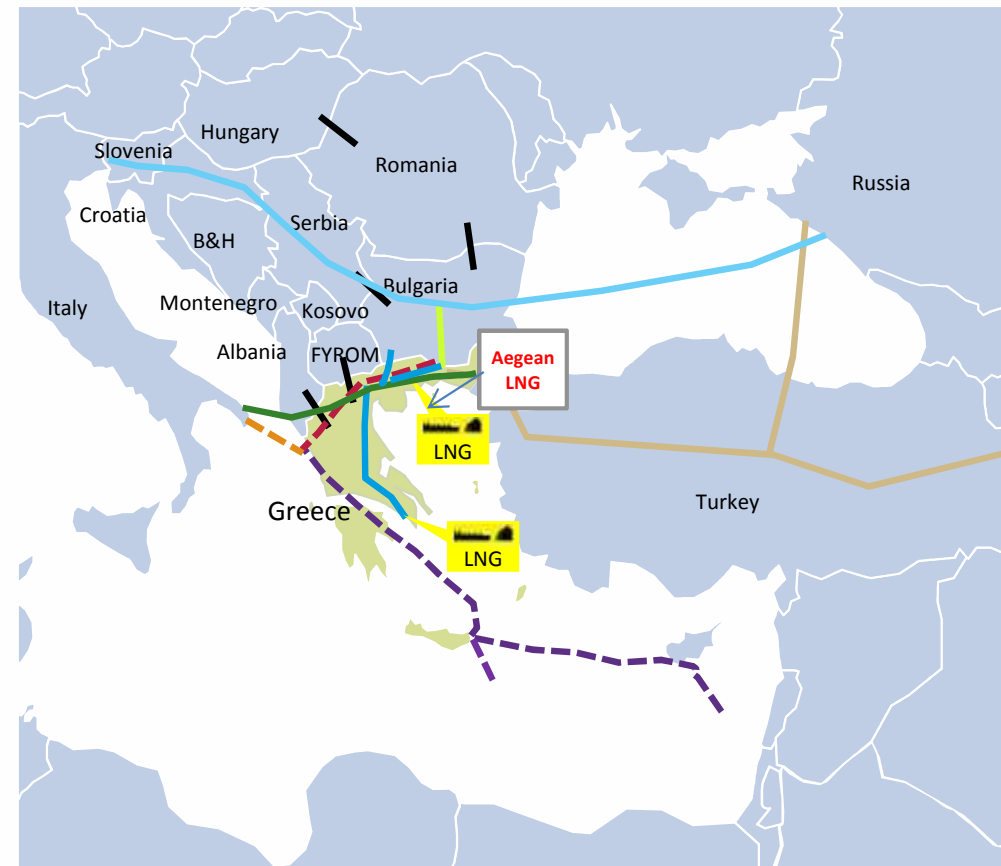 Hungary
Slovenia
Romania
Russia
Croatia
Serbia
B&H
Bulgaria
Montenegro
Kosovo
Italy
Albania
FYROM
Aegean
LNG
LNG
Turkey
Greece
LNG